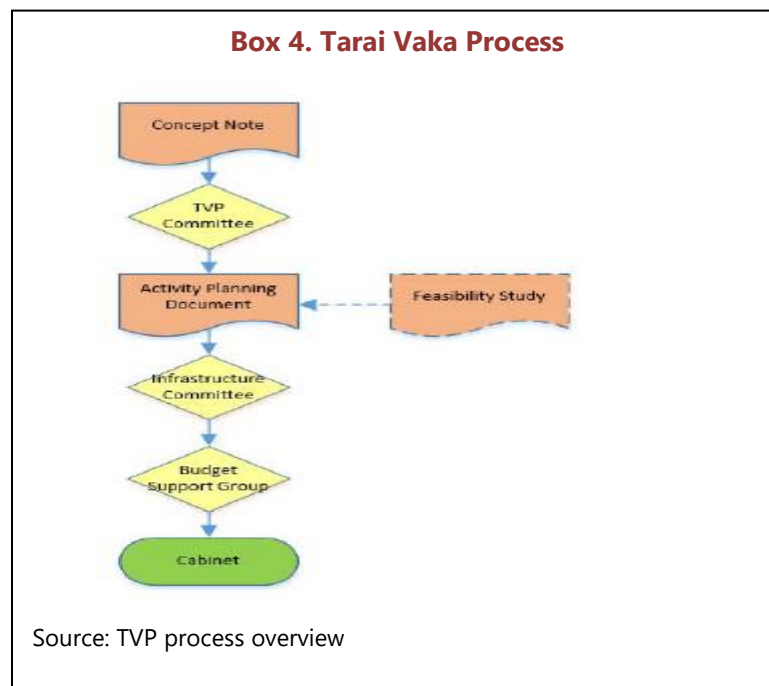 Box 4. Tarai Vaka Process
Concept Note
TVP
Committee
Activity Planning
Document
Feasibility Study
Infrastructure
Committee
Budget
Support Group
Cabinet
Source: TVP process overview